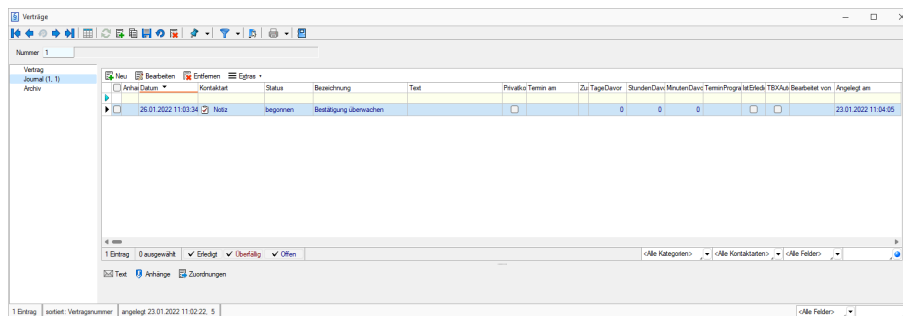 Verträge
Nummer 1
Vertrag
Journal (1, 1)
Archiv
Neu Bearbeiten Entfernen Extras
Anha Datum Kontaktart Status Bezeichnung Text Privatko Termin am Zu TageDavor StundenDavo MinutenDavo TerminProgra IstErledi TBXAuto Bearbeitet von Angelegt am
26.01.2022 11:03:34 Notiz begonnen Bestätigung überwachen 0 0 0 23.01.2022 11:04:05
1 Eintrag 0 ausgewählt Erledigt Überfällig Offen <Alle Kategorien> <Alle Kontaktarten> <Alle Felder>
Text Anhänge Zuordnungen
1 Eintrag sortiert: Vertragsnummer angelegt 23.01.2022 11:02:22, 5 <Alle Felder>